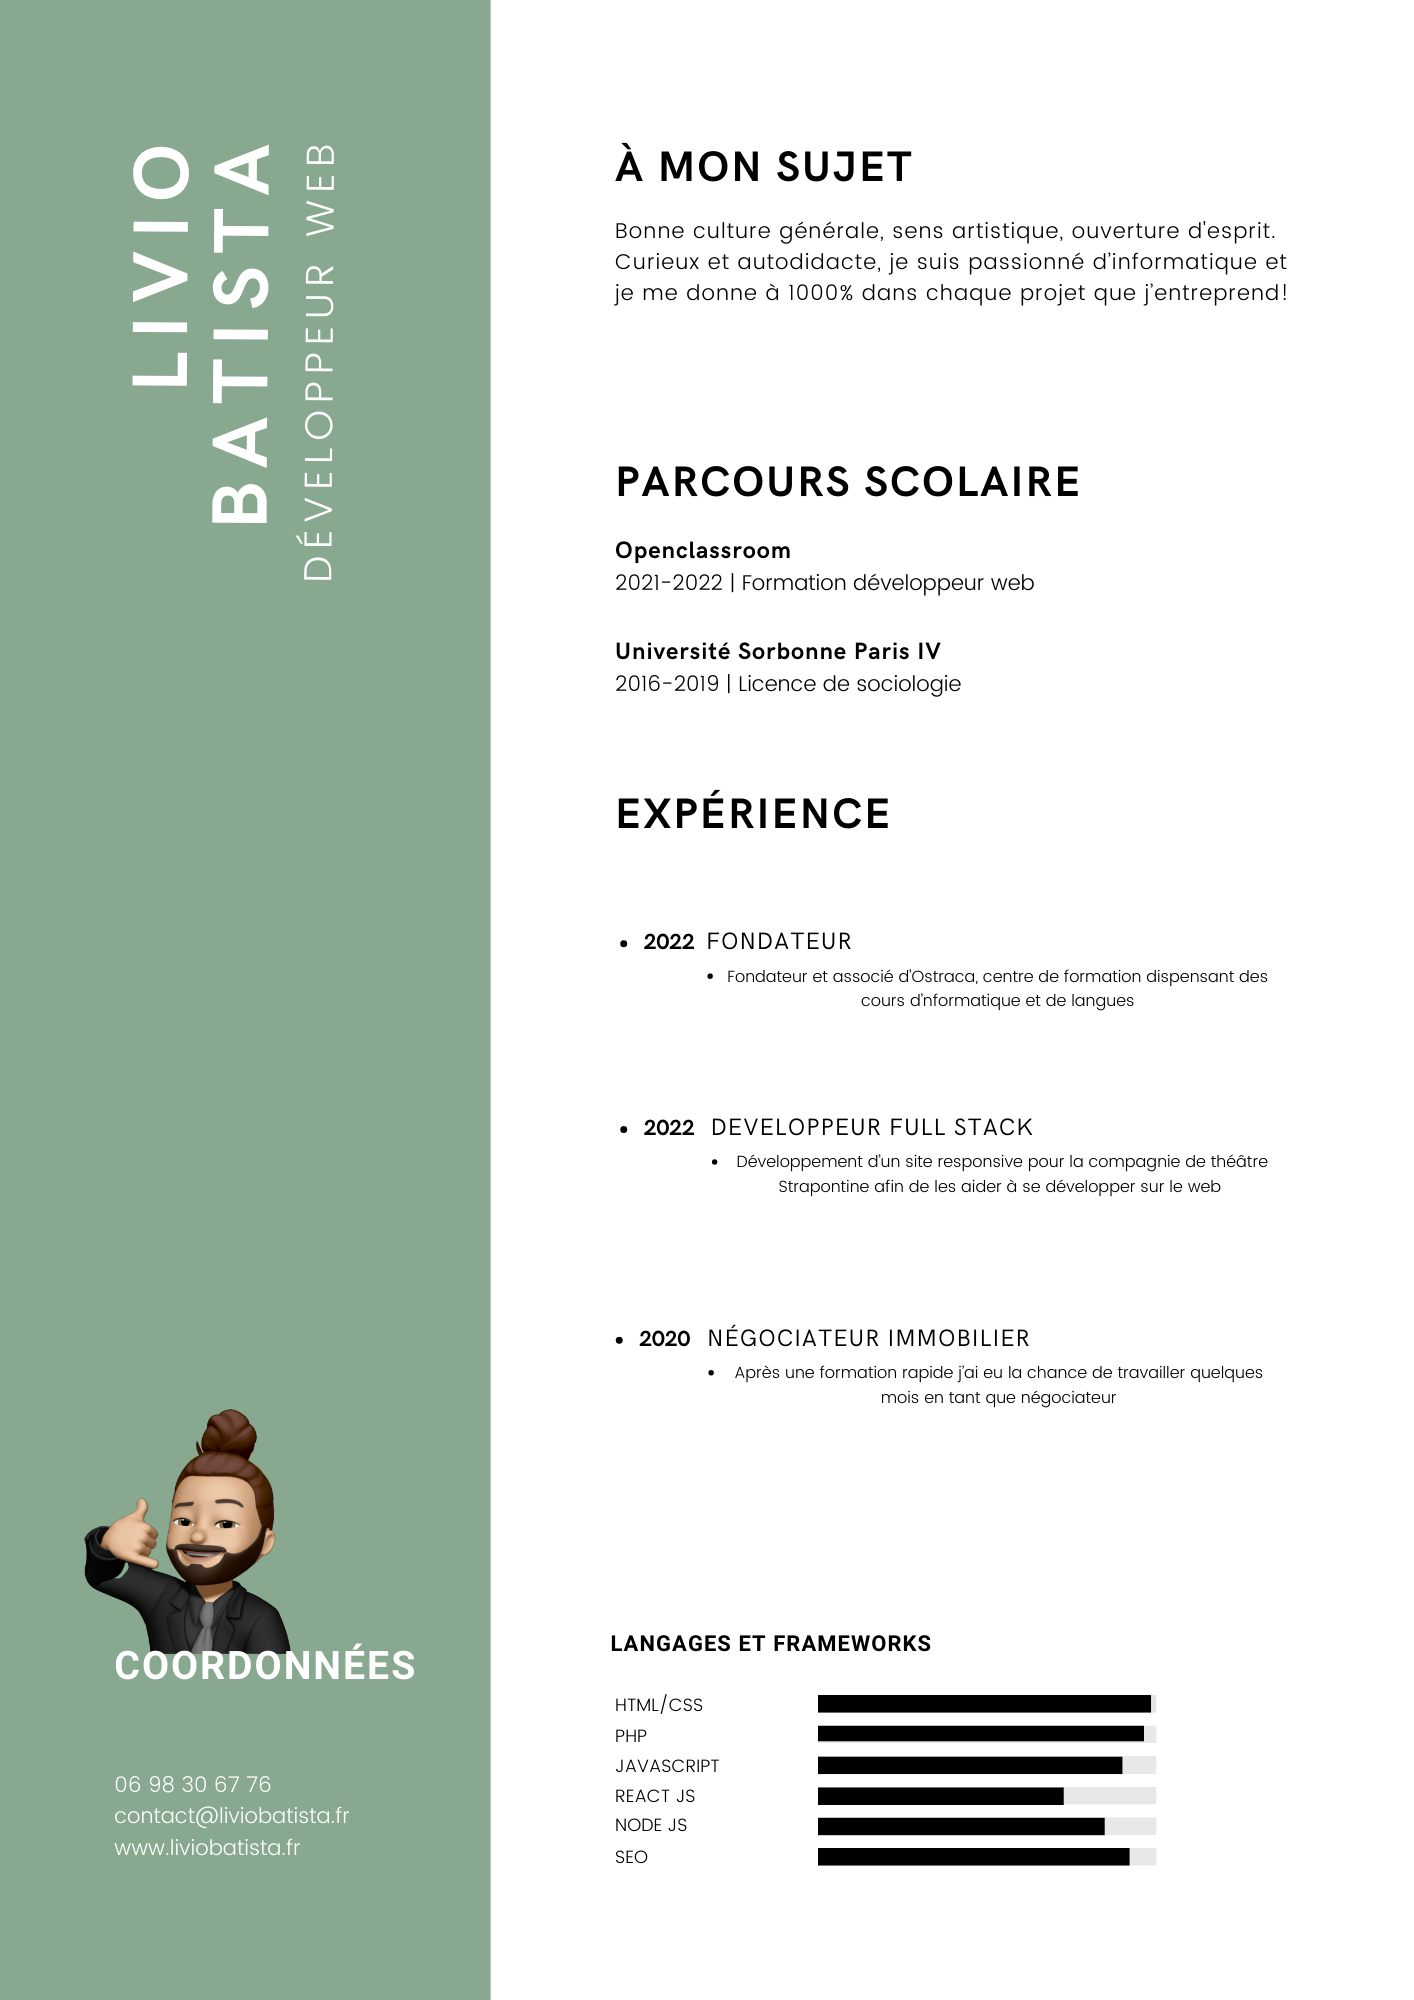 LIVIO
BATISTA
DÉVELOPPEUR WEB
À MON SUJET
Bonne culture générale, sens artistique, ouverture d'esprit.
Curieux et autodidacte, je suis passionné d'informatique et
je me donne à 1000% dans chaque projet que j'entreprend!
PARCOURS SCOLAIRE
Openclassroom
2021-2022 | Formation développeur web
Université Sorbonne Paris IV
2016-2019 | Licence de sociologie
EXPÉRIENCE
• 2022 FONDATEUR
• Fondateur et associé d'Ostraca, centre de formation dispensant des
cours d'nformatique et de langues
• 2022 DEVELOPPEUR FULL STACK
• Développement d'un site responsive pour la compagnie de théâtre
Strapontine afin de les aider à se développer sur le web
• 2020 NÉGOCIATEUR IMMOBILIER
• Après une formation rapide j'ai eu la chance de travailler quelques
mois en tant que négociateur
LANGAGES ET FRAMEWORKS
HTML/CSS
PHP
JAVASCRIPT
REACT JS
NODE JS
SEO
COORDONNÉES
06 98 30 67 76
contact@liviobatista.fr
www.liviobatista.fr